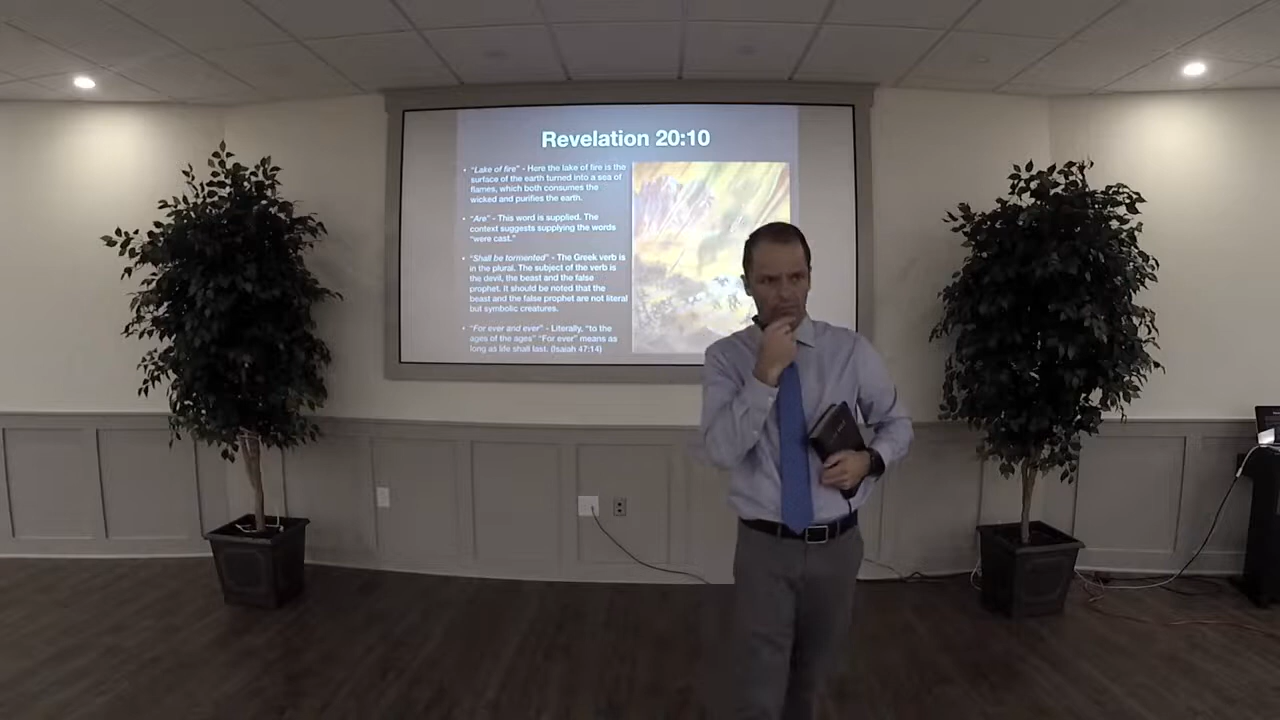 Revelation 20:10
• "Lake of fire" - Here the lake of fire is the
surface of the earth turned into a sea of
flames, which both consumes the
wicked and purifies the earth.
• "Are" - This word is supplied. The
context suggests supplying the words
"were cast."
• "Shall be tormented" - The Greek verb is
in the plural. The subject of the verb is
the devil, the beast and the false
prophet. It should be noted that the
beast and the false prophet are not literal
but symbolic creatures.
• "For ever and ever" - Literally, "to the
ages of the ages" "For ever" means as
long as life shall last. (Isaiah 47:14)